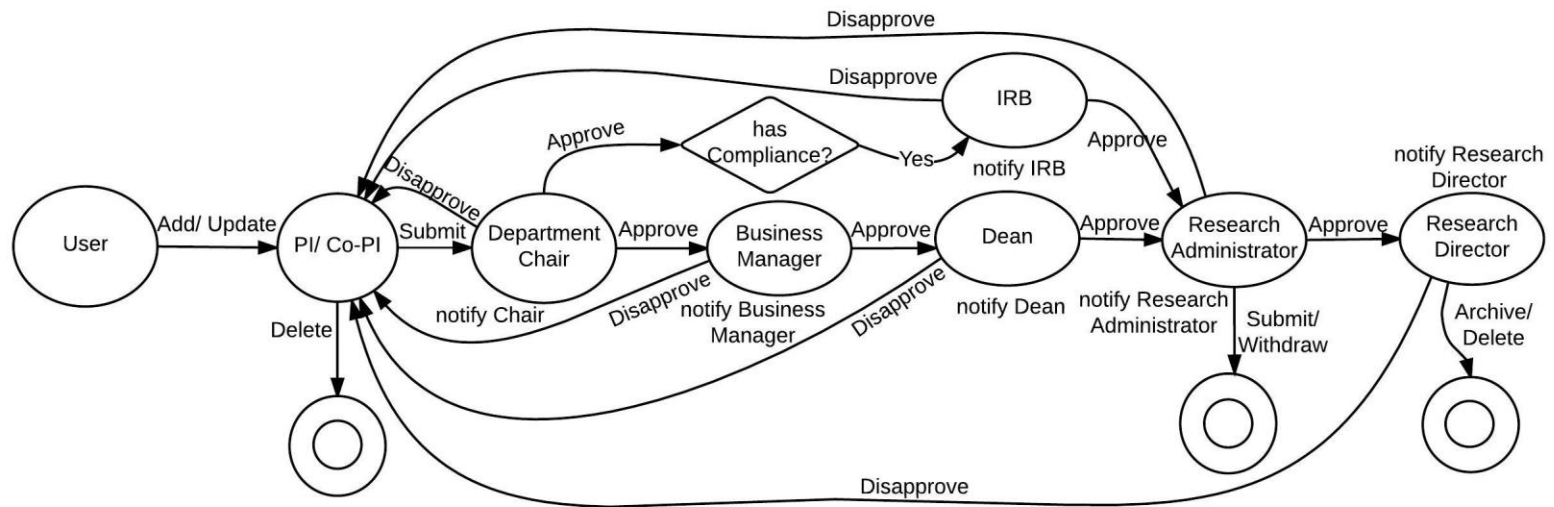 Disapprove
Disapprove
IRB
has
Compliance?
Approve
Yes
Approve
notify IRB
notify Research
Director
Disapprove
User
Add/ Update
PI/ Co-PI
Submit
Department
Chair
Approve
Business
Manager
Approve
Dean
Approve
Research
Administrator
Approve
Research
Director
notify Chair
Disapprove
notify Business
Manager
Disapprove
notify Dean
notify Research
Administrator
Delete
Submit/
Withdraw
Archive/
Delete
Disapprove